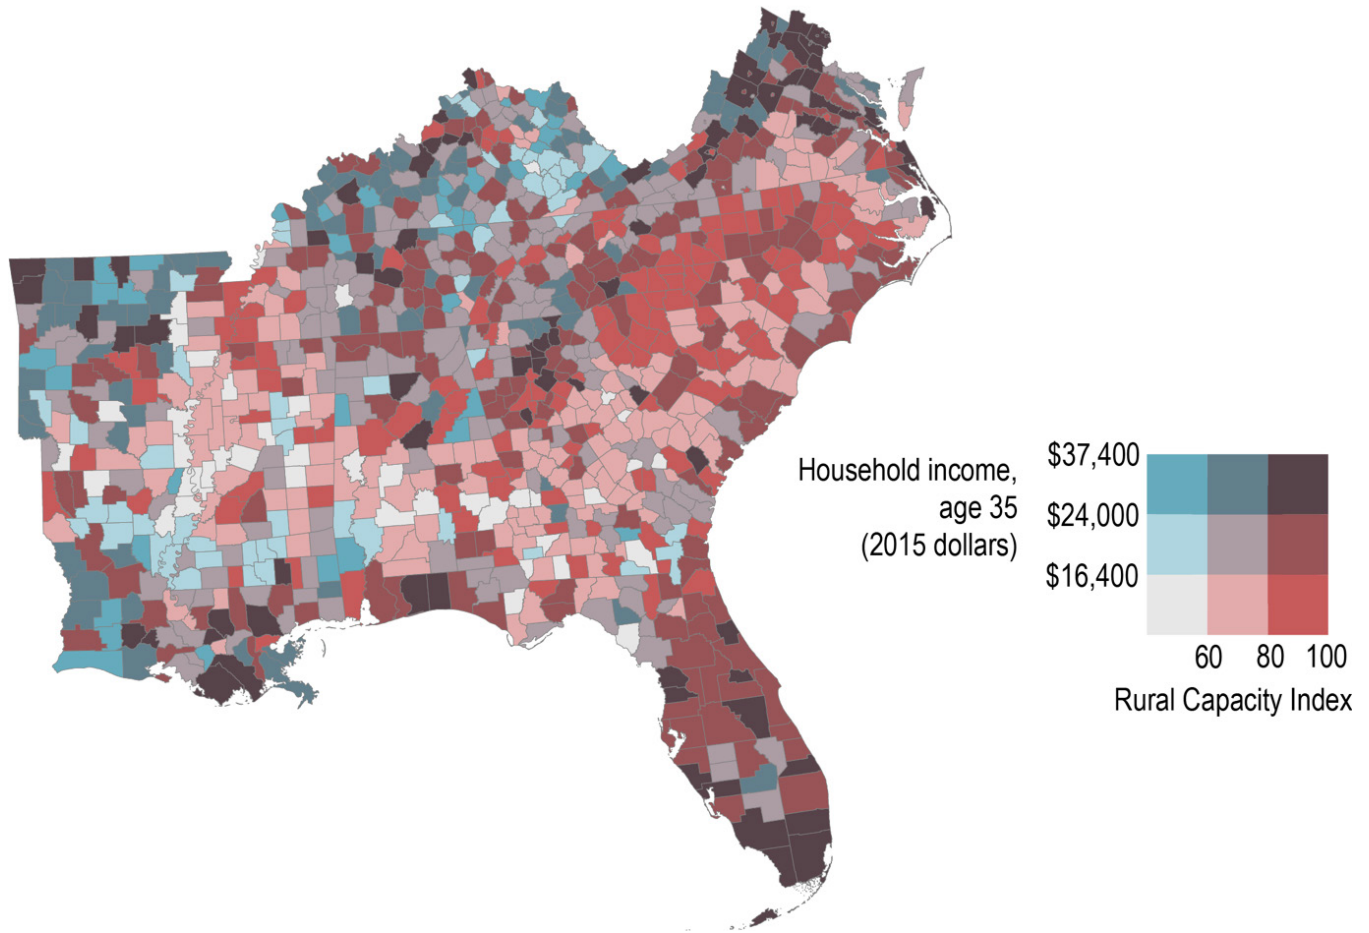 Household income,
age 35
(2015 dollars)
$37,400
$24,000
$16,400
60 80 100
Rural Capacity Index